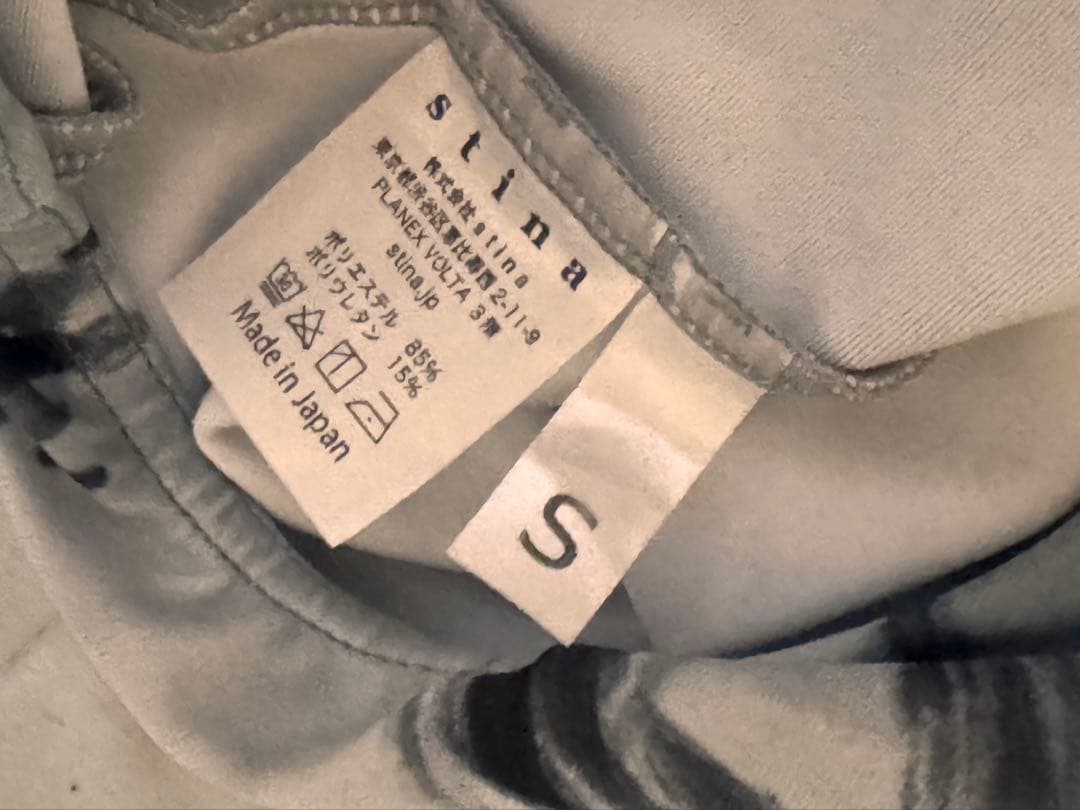 stina
株式会社stina
東京都渋谷区恵比寿西2-11-9
PLANEX VOLTA 3階
stina.jp
ポリエステル 85%
ポリウレタン 15%
Made in Japan
S